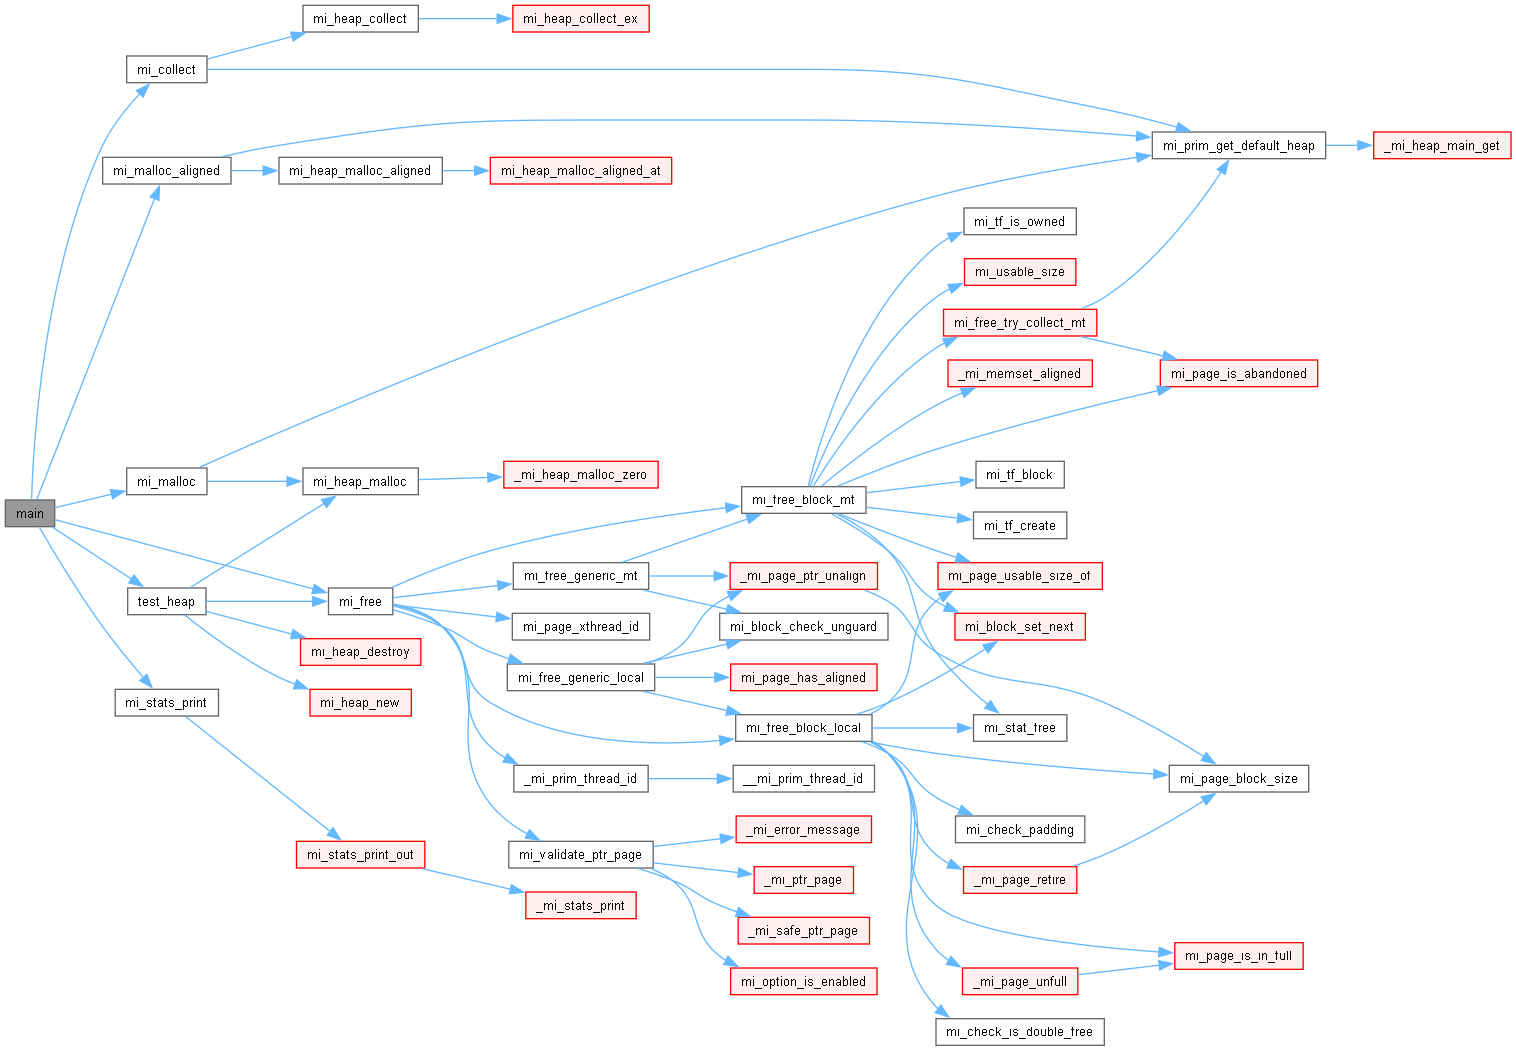 mi_heap_collect
mi_heap_collect_ex
mi_collect
mi_prim_get_default_heap
_mi_heap_main_get
mi_malloc_aligned
mi_heap_malloc_aligned
mi_heap_malloc_aligned_at
mi_tf_is_owned
mi_usable_size
mi_free_try_collect_mt
_mi_memset_aligned
mi_page_is_abandoned
mi_malloc
mi_heap_malloc
_mi_heap_malloc_zero
mi_tf_block
main
mi_free_block_mt
mi_tf_create
mi_free_generic_mt
_mi_page_ptr_unalign
mi_page_usable_size_of
test_heap
mi_free
mi_page_xthread_id
mi_block_check_unguard
mi_block_set_next
mi_heap_destroy
mi_free_generic_local
mi_page_has_aligned
mi_stats_print
mi_heap_new
mi_free_block_local
mi_stat_free
_mi_prim_thread_id
__mi_prim_thread_id
mi_page_block_size
mi_check_padding
_mi_error_message
mi_stats_print_out
mi_validate_ptr_page
_mi_ptr_page
_mi_page_retire
_mi_stats_print
_mi_safe_ptr_page
mi_page_is_in_full
mi_option_is_enabled
_mi_page_unfull
mi_check_is_double_free